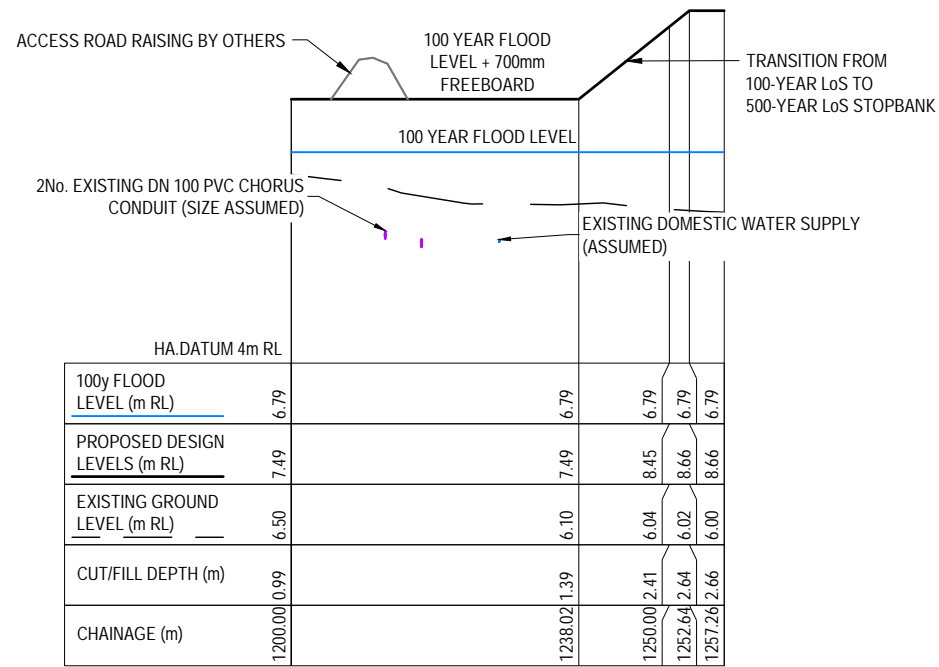 ACCESS ROAD RAISING BY OTHERS
100 YEAR FLOOD
LEVEL + 700mm
FREEBOARD
TRANSITION FROM
100-YEAR LoS TO
500-YEAR LoS STOPBANK
100 YEAR FLOOD LEVEL
2No. EXISTING DN 100 PVC CHORUS
CONDUIT (SIZE ASSUMED)
EXISTING DOMESTIC WATER SUPPLY
(ASSUMED)
HA.DATUM 4m RL
100y FLOOD
LEVEL (m RL)
6.79 6.79 6.79 6.79 6.79
PROPOSED DESIGN
LEVELS (m RL)
7.49 7.49 8.45 8.66 8.66
EXISTING GROUND
LEVEL (m RL)
6.50 6.10 6.04 6.02 6.00
CUT/FILL DEPTH (m)
0.99 1.39 2.41 2.64 2.66
CHAINAGE (m)
1200.00 1238.02 1250.00 1252.64 1257.26